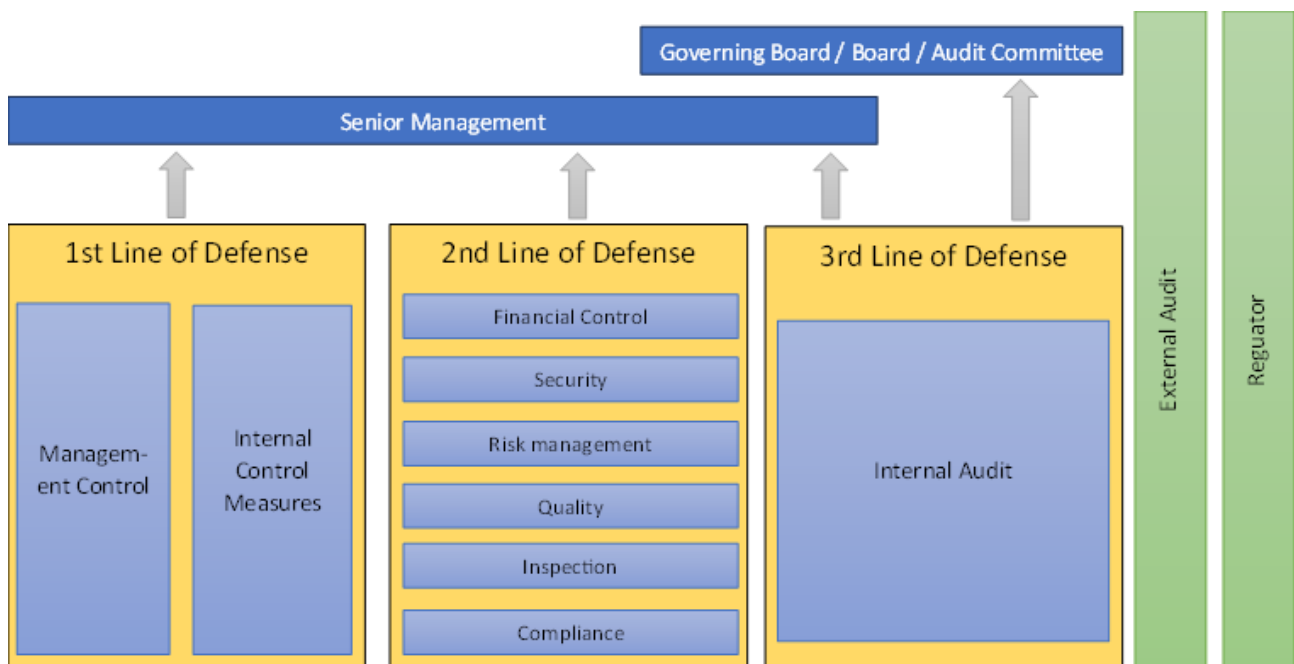 Governing Board / Board / Audit Committee
Senior Management
1st Line of Defense
Managem-
ent Control
Internal
Control
Measures
2nd Line of Defense
Financial Control
Security
Risk management
Quality
Inspection
Compliance
3rd Line of Defense
Internal Audit
External Audit
Reguator